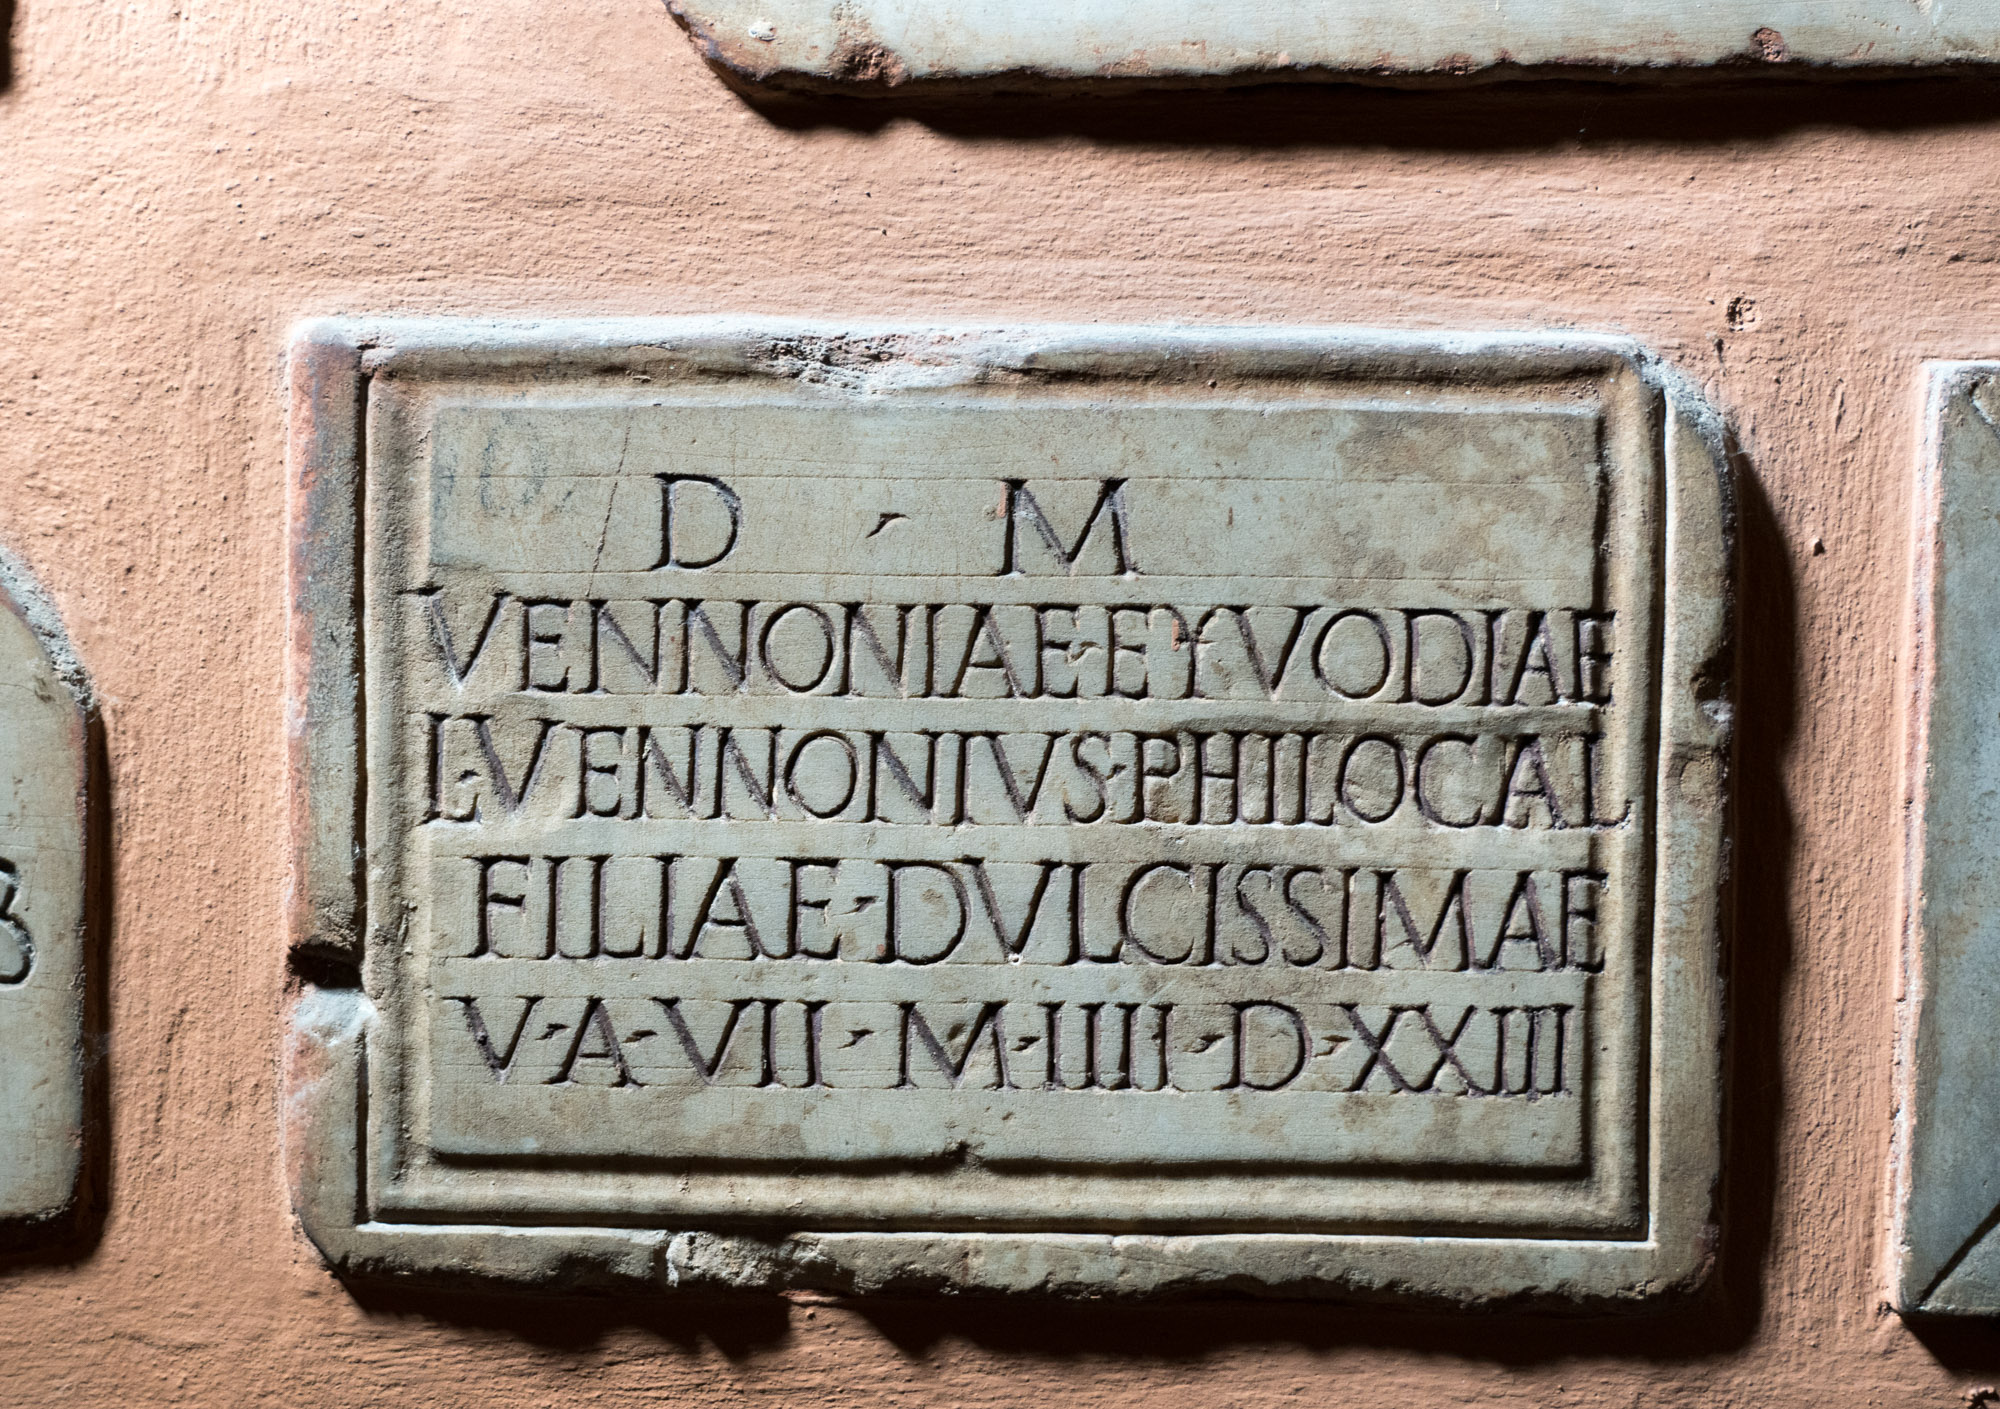 D · M
VENNONIAE · EYVODIAE
L · VENNONIVS · PHILOCAL
FILIAE · DVLCISSIMAE
V · A · VII · M · IIII · D · XXIII